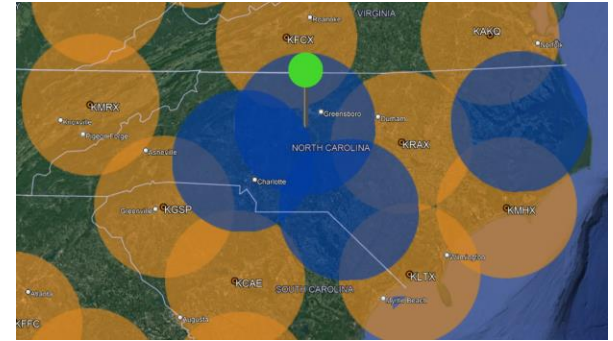 Roanoke
VIRGINIA
KFCX
KAKQ
Norfolk
KMRX
Knoxville
Pigeon Forge
Greensboro
Durham
KRAX
Asheville
NORTH CAROLINA
Charlotte
Greenville
KGSP
KMHX
Wilmington
KCAE
KLTX
SOUTH CAROLINA
Myrtle Beach
Atlanta
Augusta
KFFC